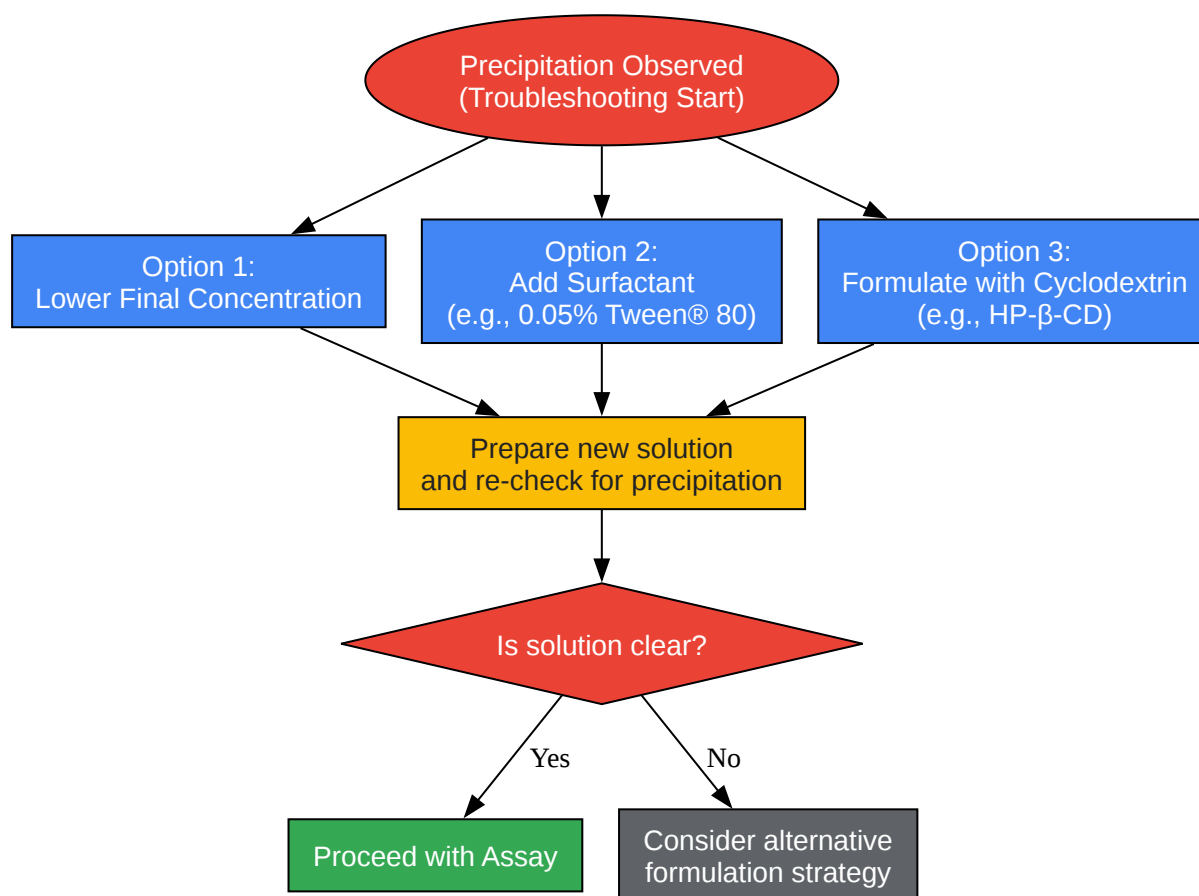 Precipitation Observed
(Troubleshooting Start)
Option 1:
Lower Final Concentration
Option 2:
Add Surfactant
(e.g., 0.05% Tween® 80)
Option 3:
Formulate with Cyclodextrin
(e.g., HP-β-CD)
Prepare new solution
and re-check for precipitation
Is solution clear?
Yes
No
Proceed with Assay
Consider alternative
formulation strategy